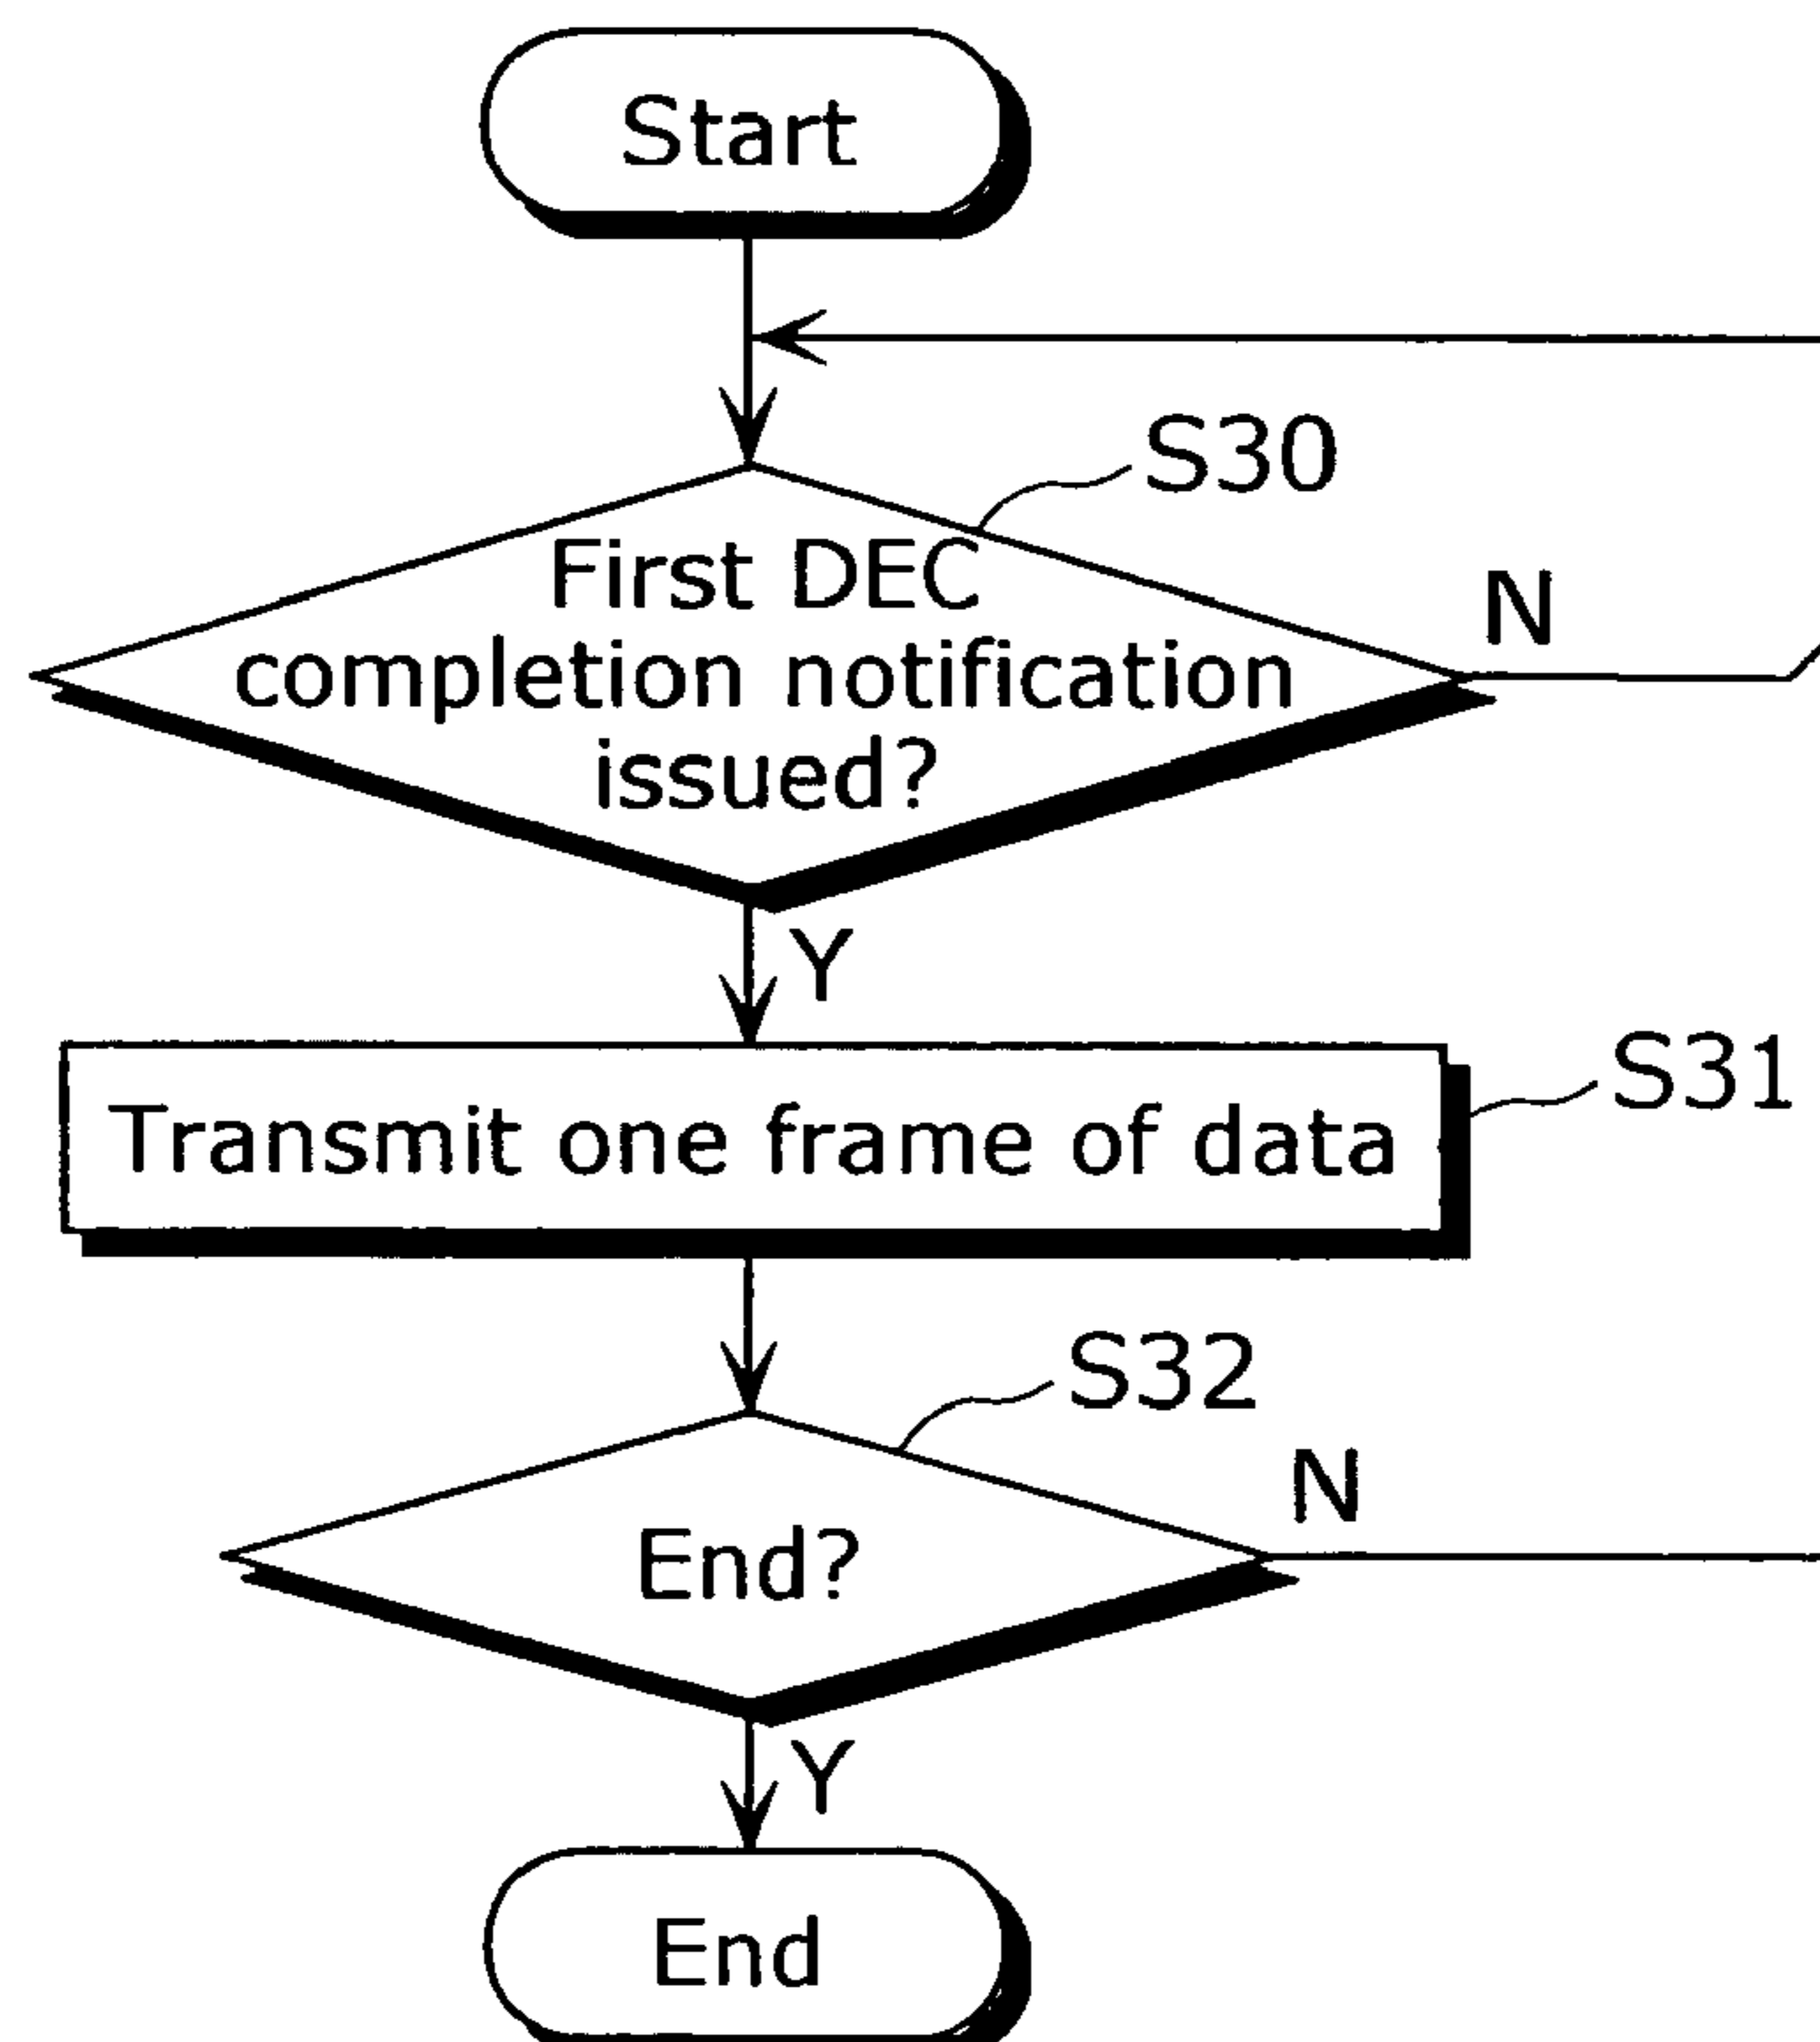 Start
S30
First DEC
completion notification
issued?
N
Y
S31
Transmit one frame of data
S32
N
End?
Y
End